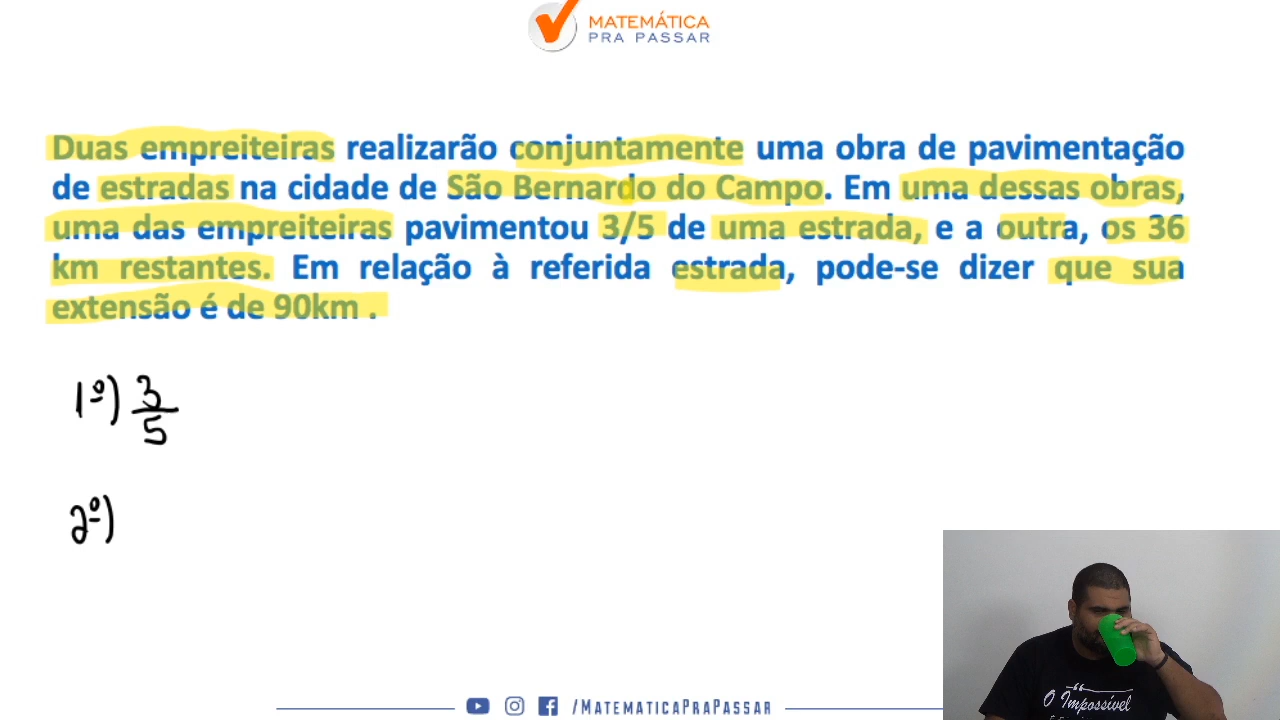 MATEMÁTICA
PRA PASSAR
Duas empreiteiras realizarão conjuntamente uma obra de pavimentação
de estradas na cidade de São Bernardo do Campo. Em uma dessas obras,
uma das empreiteiras pavimentou 3/5 de uma estrada, e a outra, os 36
km restantes. Em relação à referida estrada, pode-se dizer que sua
extensão é de 90km .
1º) 3/5
2º)
“
O Impossível
/MATEMATICAPRAPASSAR